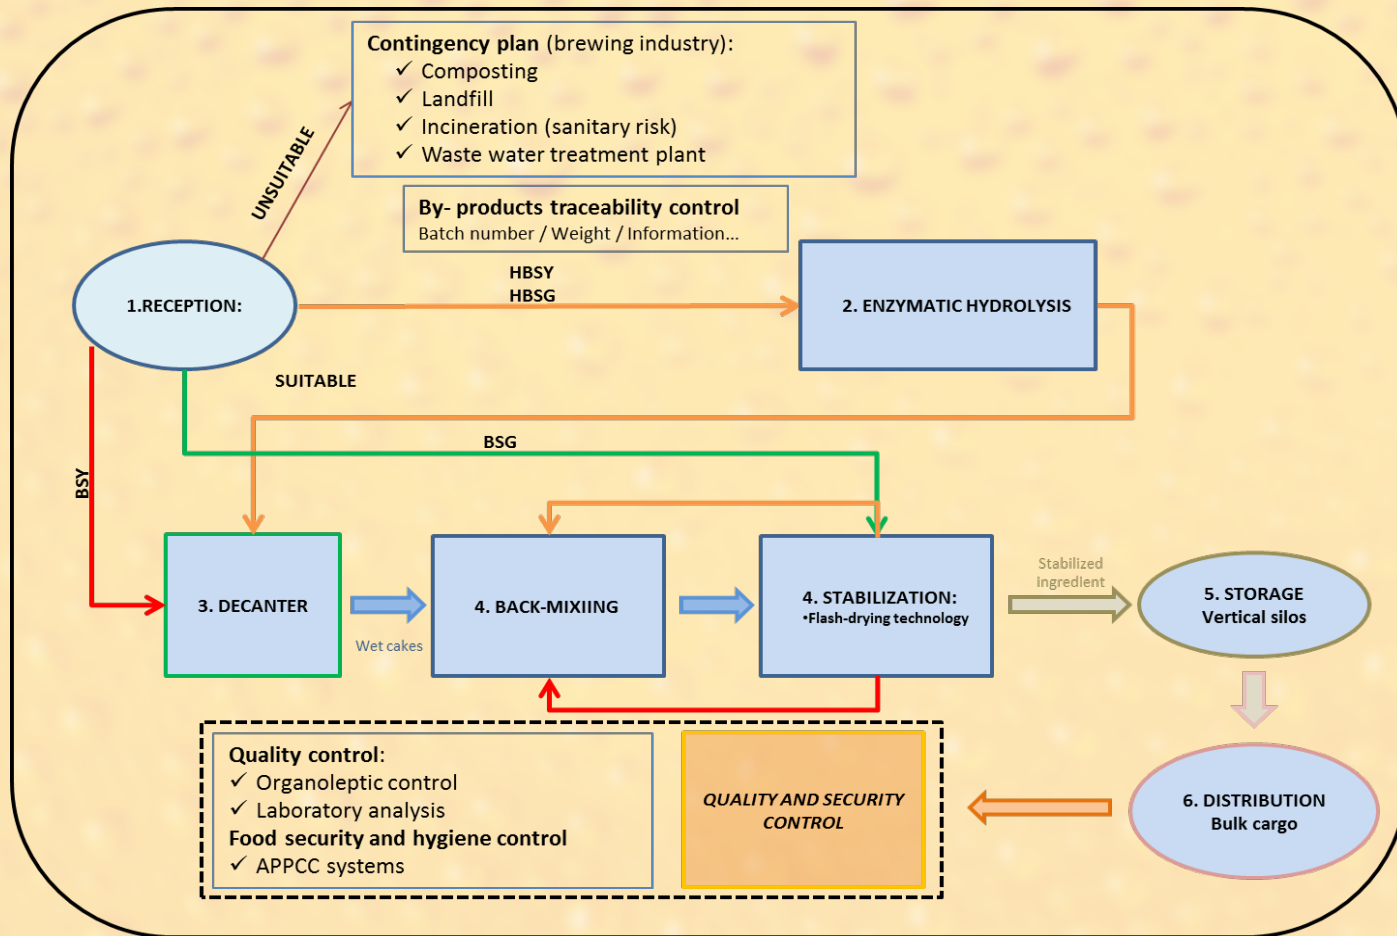 Contingency plan (brewing industry):
✓ Composting
✓ Landfill
✓ Incineration (sanitary risk)
✓ Waste water treatment plant
UNSUITABLE
By- products traceability control
Batch number / Weight / Information...
HBSY
HBSG
1.RECEPTION:
2. ENZYMATIC HYDROLYSIS
SUITABLE
BSG
BSY
3. DECANTER
Wet cakes
4. BACK-MIXIING
4. STABILIZATION:
•Flash-drying technology
Stabilized
Ingredient
5. STORAGE
Vertical silos
6. DISTRIBUTION
Bulk cargo
Quality control:
✓ Organoleptic control
✓ Laboratory analysis
Food security and hygiene control
✓ APPCC systems
QUALITY AND SECURITY
CONTROL